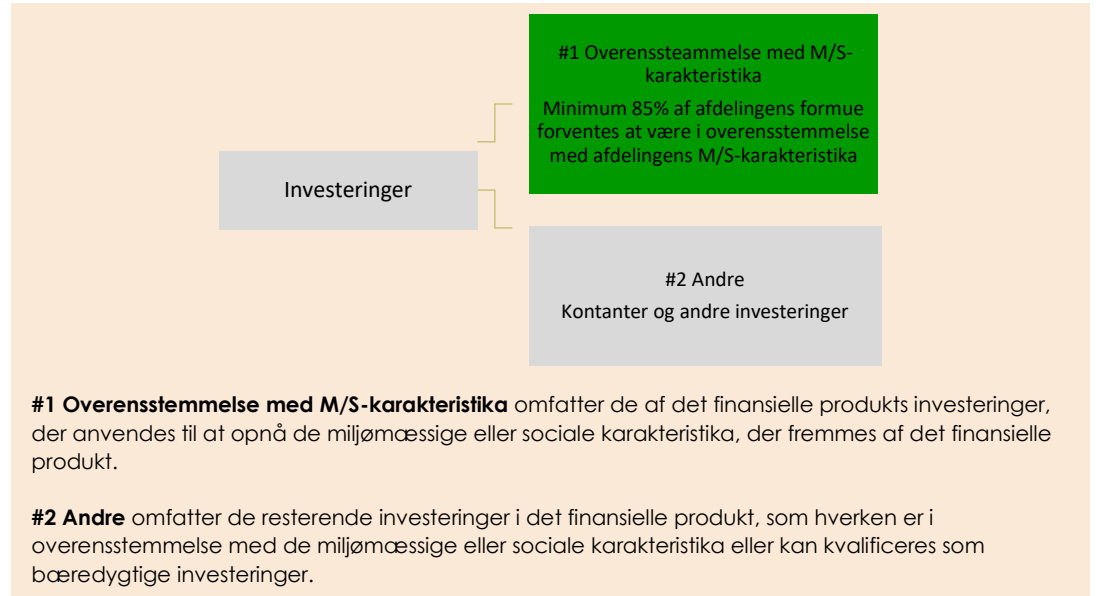 #1 Overenssteammelse med M/S-
karakteristika
Minimum 85% af afdelingens formue
forventes at være i overensstemmelse
med afdelingens M/S-karakteristika
Investeringer
#2 Andre
Kontanter og andre investeringer
#1 Overensstemmelse med M/S-karakteristika omfatter de af det finansielle produkts investeringer,
der anvendes til at opnå de miljømæssige eller sociale karakteristika, der fremmes af det finansielle
produkt.
#2 Andre omfatter de resterende investeringer i det finansielle produkt, som hverken er i
overensstemmelse med de miljømæssige eller sociale karakteristika eller kan kvalificeres som
bæredygtige investeringer.